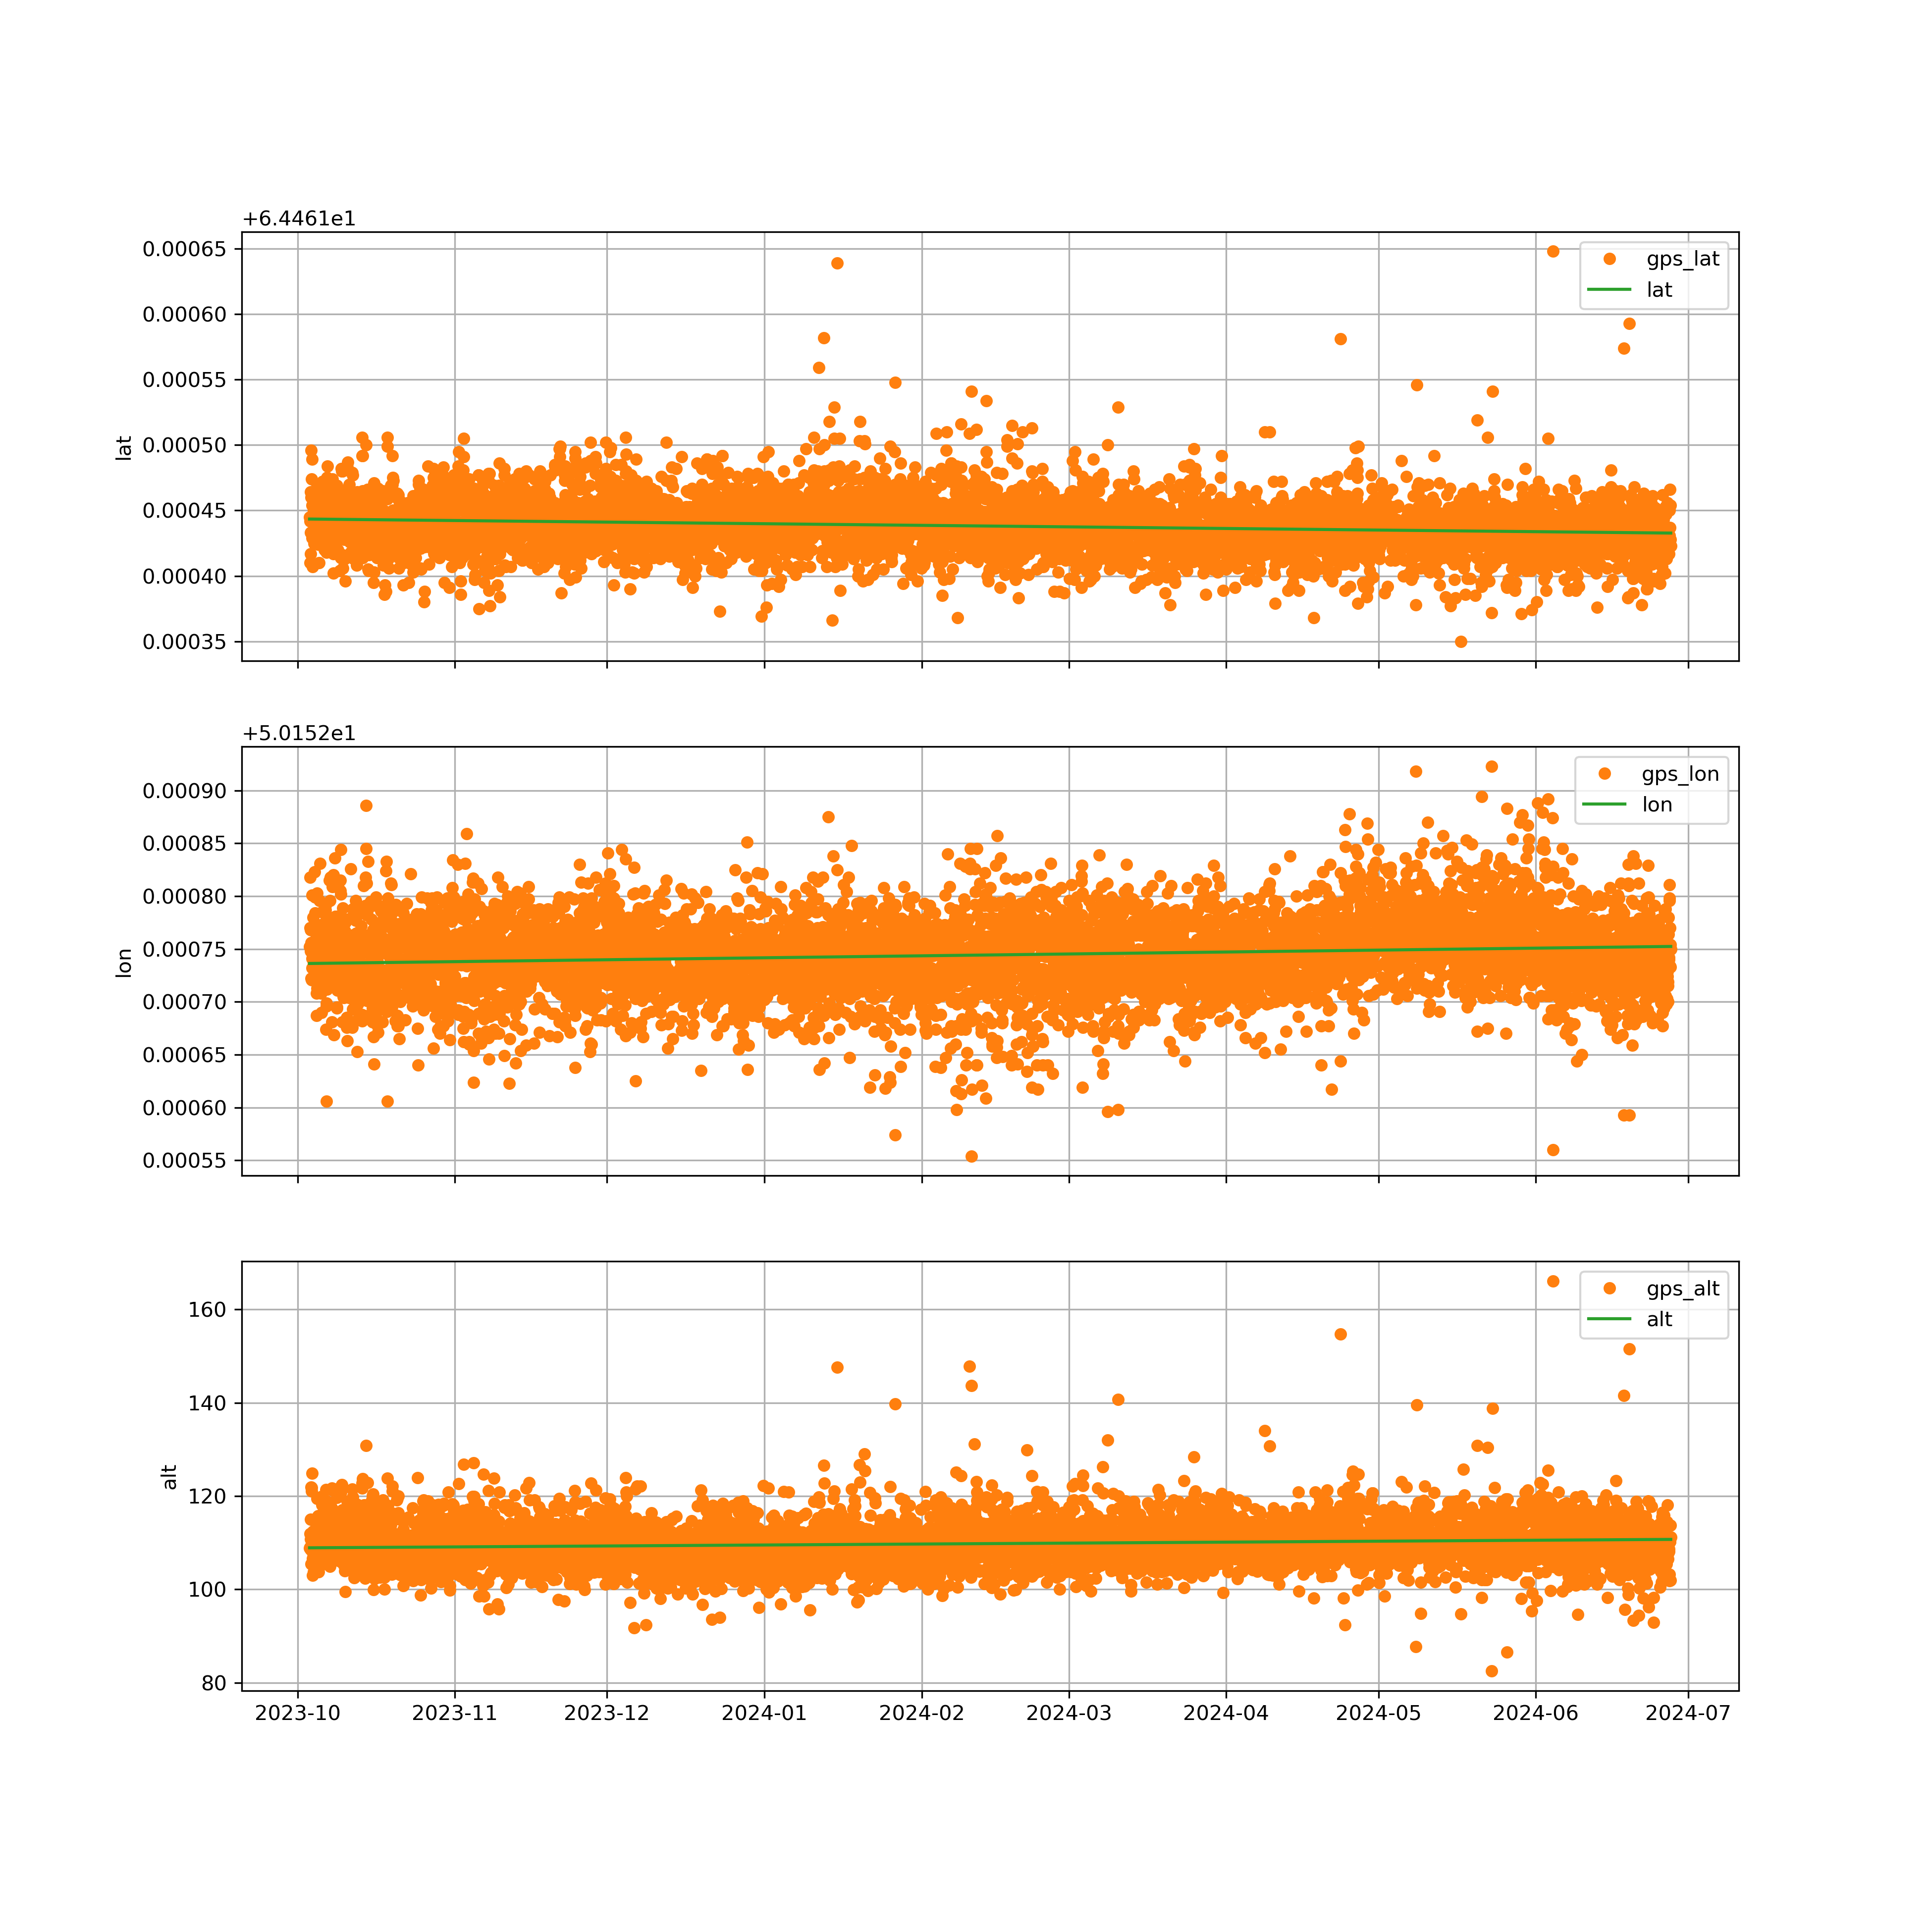 +6.4461e1
0.00065
0.00060
0.00055
0.00050
0.00045
0.00040
0.00035
lat
gps_lat
lat
+5.0152e1
0.00090
0.00085
0.00080
0.00075
0.00070
0.00065
0.00060
0.00055
lon
gps_lon
lon
160
140
120
100
80
alt
gps_alt
alt
2023-10 2023-11 2023-12 2024-01 2024-02 2024-03 2024-04 2024-05 2024-06 2024-07